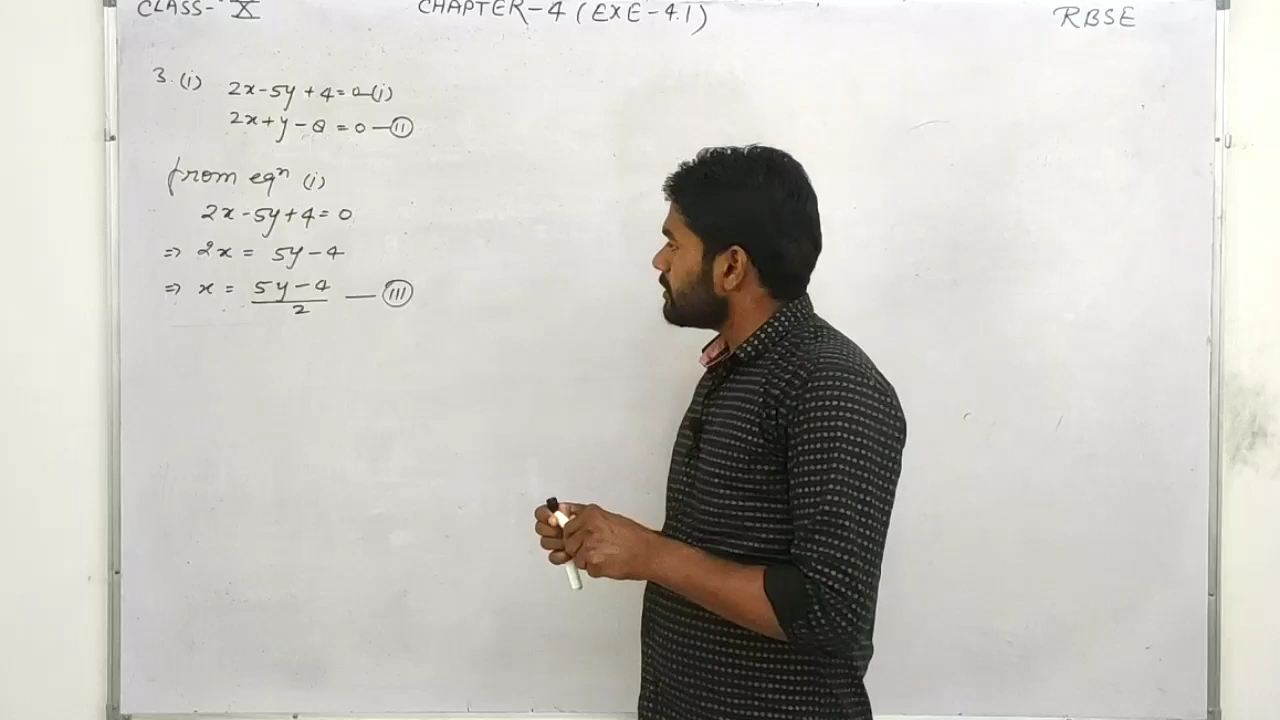 CLASS- X CHAPTER-4 (EXE-4.1) RBSE
3. (i) 2x-5y+4=0-(i)
2x+y-8=0-(II)
from eqⁿ (i)
2x-5y+4=0
=> 2x = 5y-4
=> x = 5y-4 — (III)
2